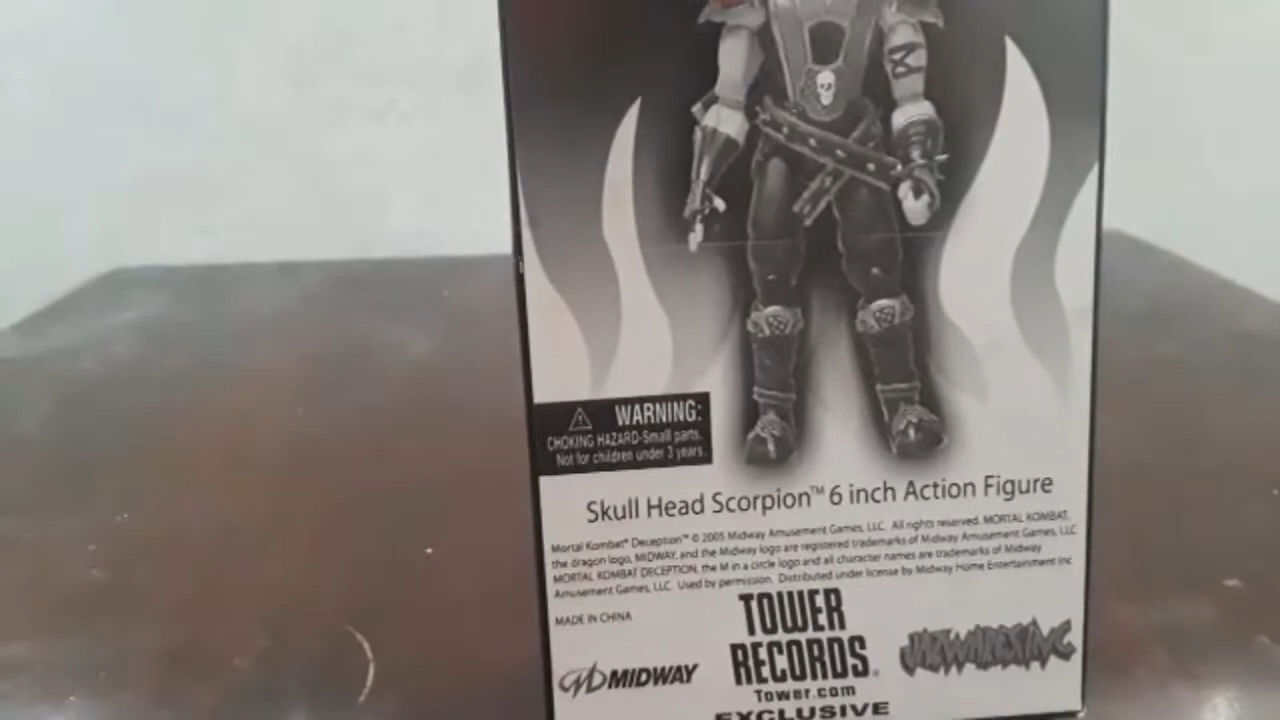 WARNING:
CHOKING HAZARD-Small parts.
Not for children under 3 years.
Skull Head Scorpion™ 6 inch Action Figure
Mortal Kombat® Deception™ © 2005 Midway Amusement Games, LLC. All rights reserved. MORTAL KOMBAT,
the dragon logo, MIDWAY, and the Midway logo are registered trademarks of Midway Amusement Games, LLC
MORTAL KOMBAT DECEPTION, the M in a circle logo and all character names are trademarks of Midway
Amusement Games, LLC. Used by permission. Distributed under license by Midway Home Entertainment Inc
MADE IN CHINA
MIDWAY
TOWER
RECORDS®
Tower.com
EXCLUSIVE
JAZWARES INC